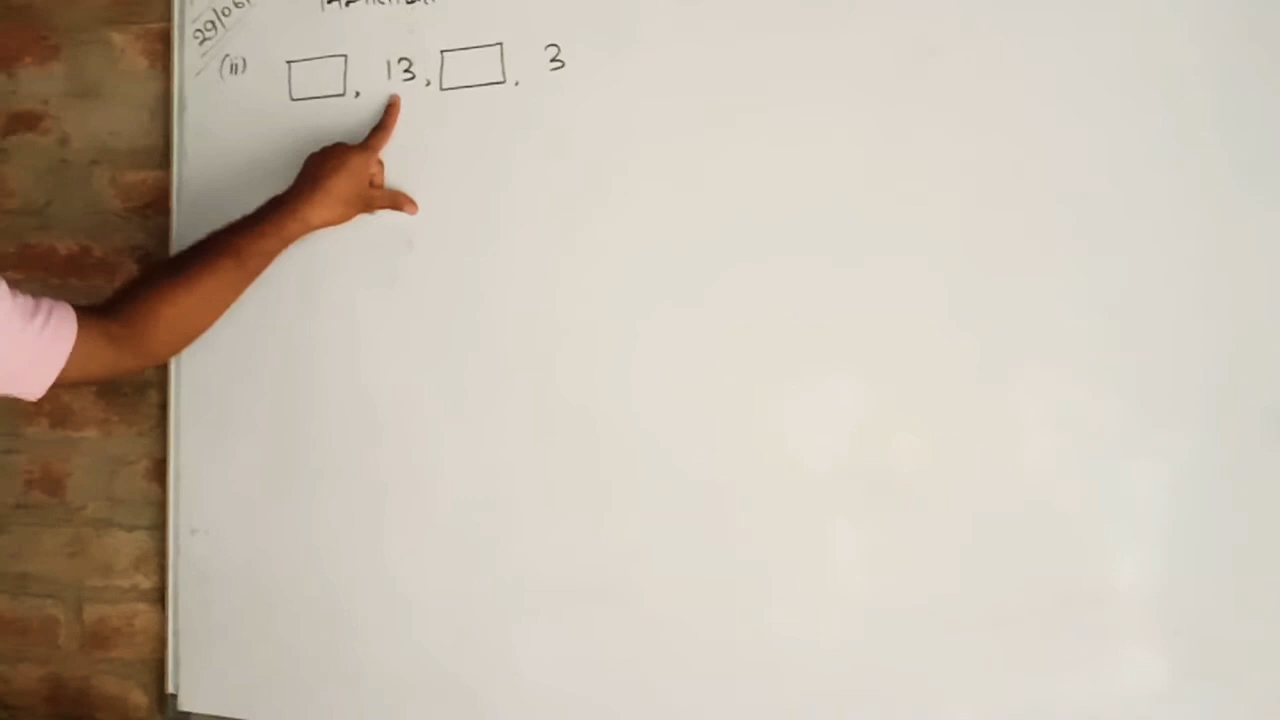 29/06/
(ii) □, 13, □, 3